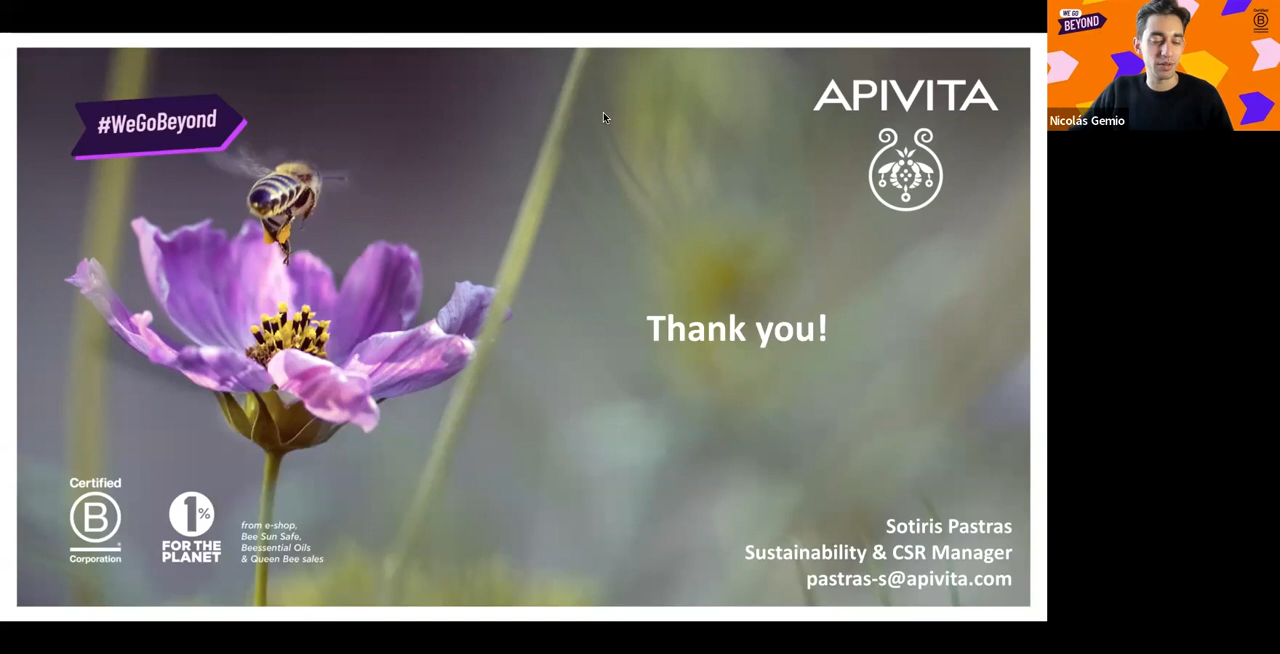 #WeGoBeyond
APIVITA
Thank you!
Certified
B
Corporation
1%
FOR THE
PLANET
from e-shop,
Bee Sun Safe,
Beessential Oils
& Queen Bee sales
Sotiris Pastras
Sustainability & CSR Manager
pastras-s@apivita.com
WE GO
BEYOND
Certified
B
Nicolás Gemio